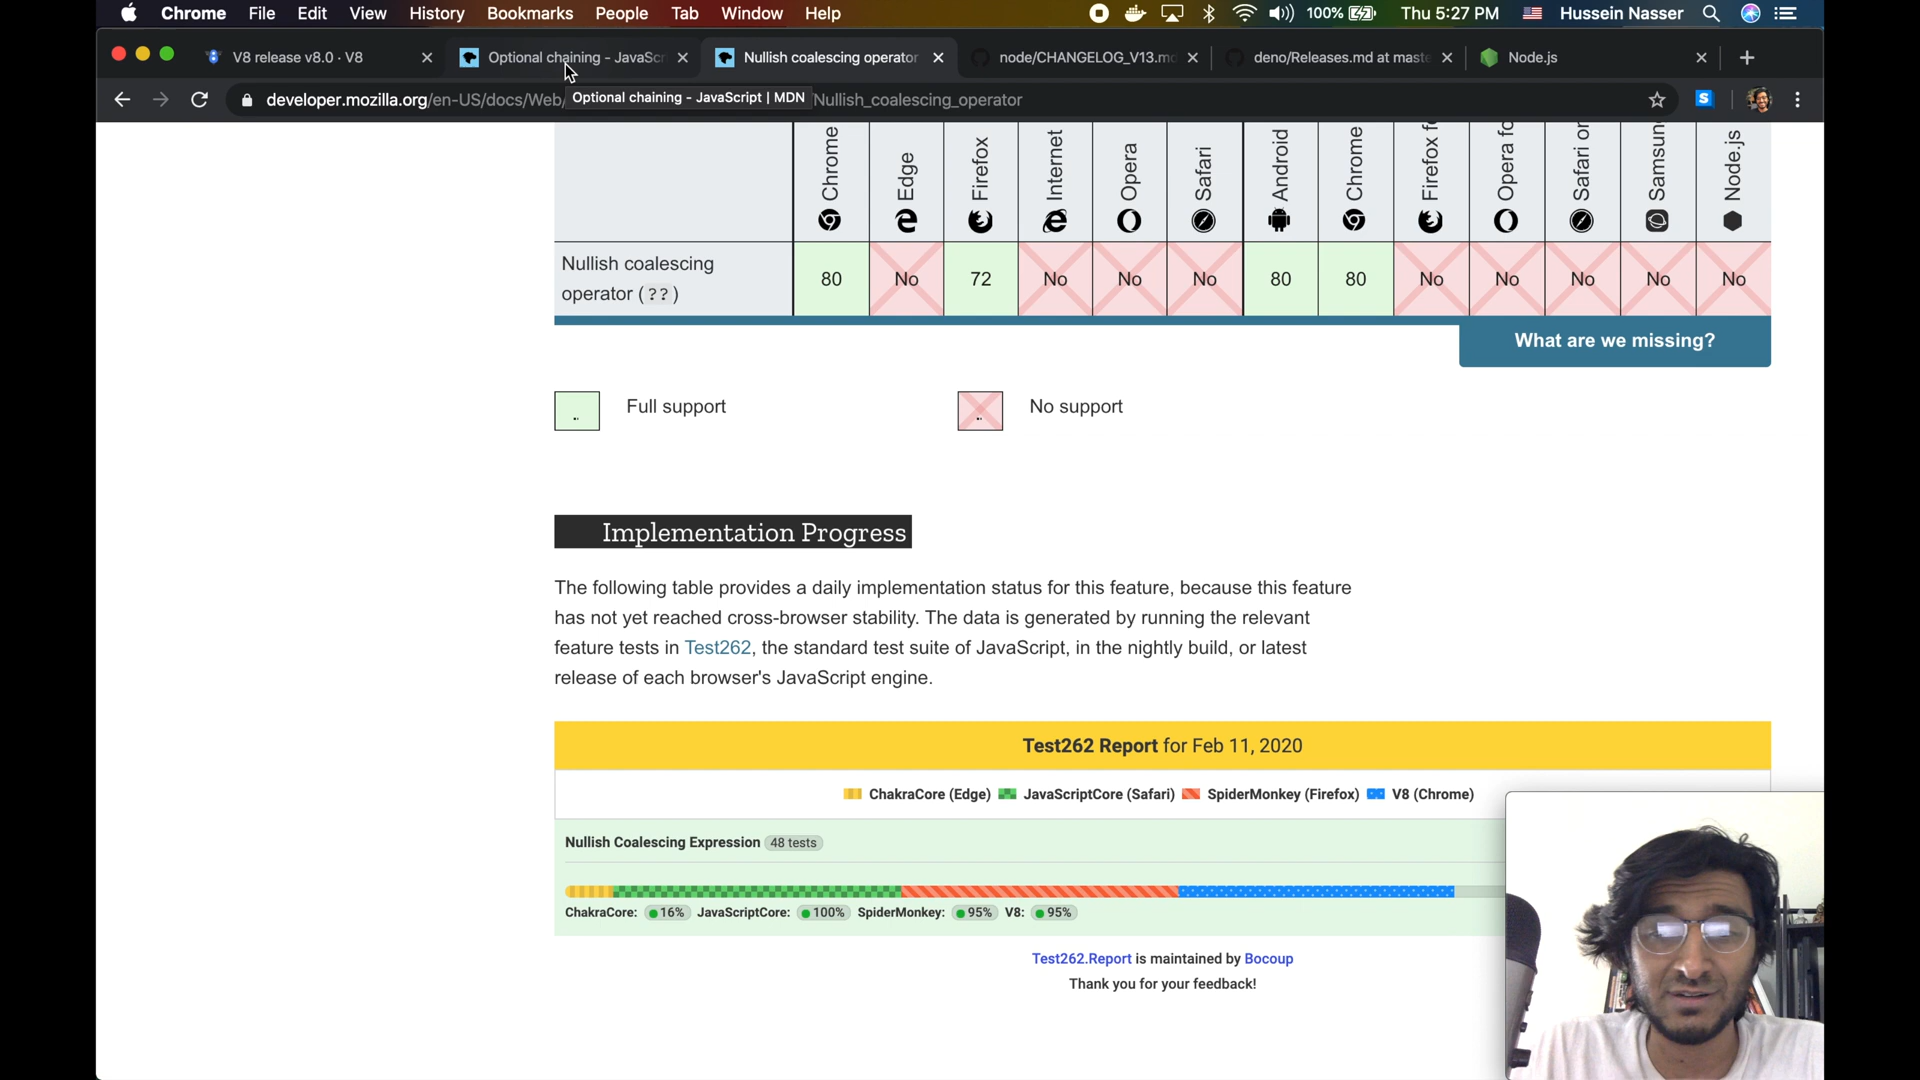 Chrome File Edit View History Bookmarks People Tab Window Help 100% Thu 5:27 PM Hussein Nasser
V8 release v8.0 · V8
Optional chaining - JavaScr
Nullish coalescing operator
node/CHANGELOG_V13.m
deno/Releases.md at maste
Node.js
developer.mozilla.org/en-US/docs/Web/
Optional chaining - JavaScript | MDN
Nullish_coalescing_operator
Chrome
Edge
Firefox
Internet
Opera
Safari
Android
Chrome
Firefox f
Opera fo
Safari or
Samsun
Node.js
Nullish coalescing
operator (??)
80 No 72 No No No 80 80 No No No No No
What are we missing?
Full support
No support
Implementation Progress
The following table provides a daily implementation status for this feature, because this feature
has not yet reached cross-browser stability. The data is generated by running the relevant
feature tests in Test262, the standard test suite of JavaScript, in the nightly build, or latest
release of each browser's JavaScript engine.
Test262 Report for Feb 11, 2020
ChakraCore (Edge) JavaScriptCore (Safari) SpiderMonkey (Firefox) V8 (Chrome)
Nullish Coalescing Expression 48 tests
ChakraCore: 16% JavaScriptCore: 100% SpiderMonkey: 95% V8: 95%
Test262.Report is maintained by Bocoup
Thank you for your feedback!